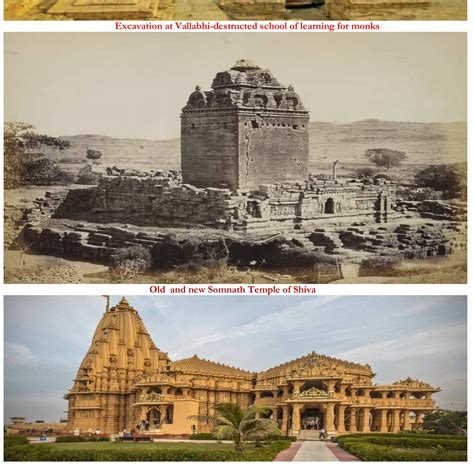 Excavation at Vallabhi-destructed school of learning for monks
Old and new Somnath Temple of Shiva